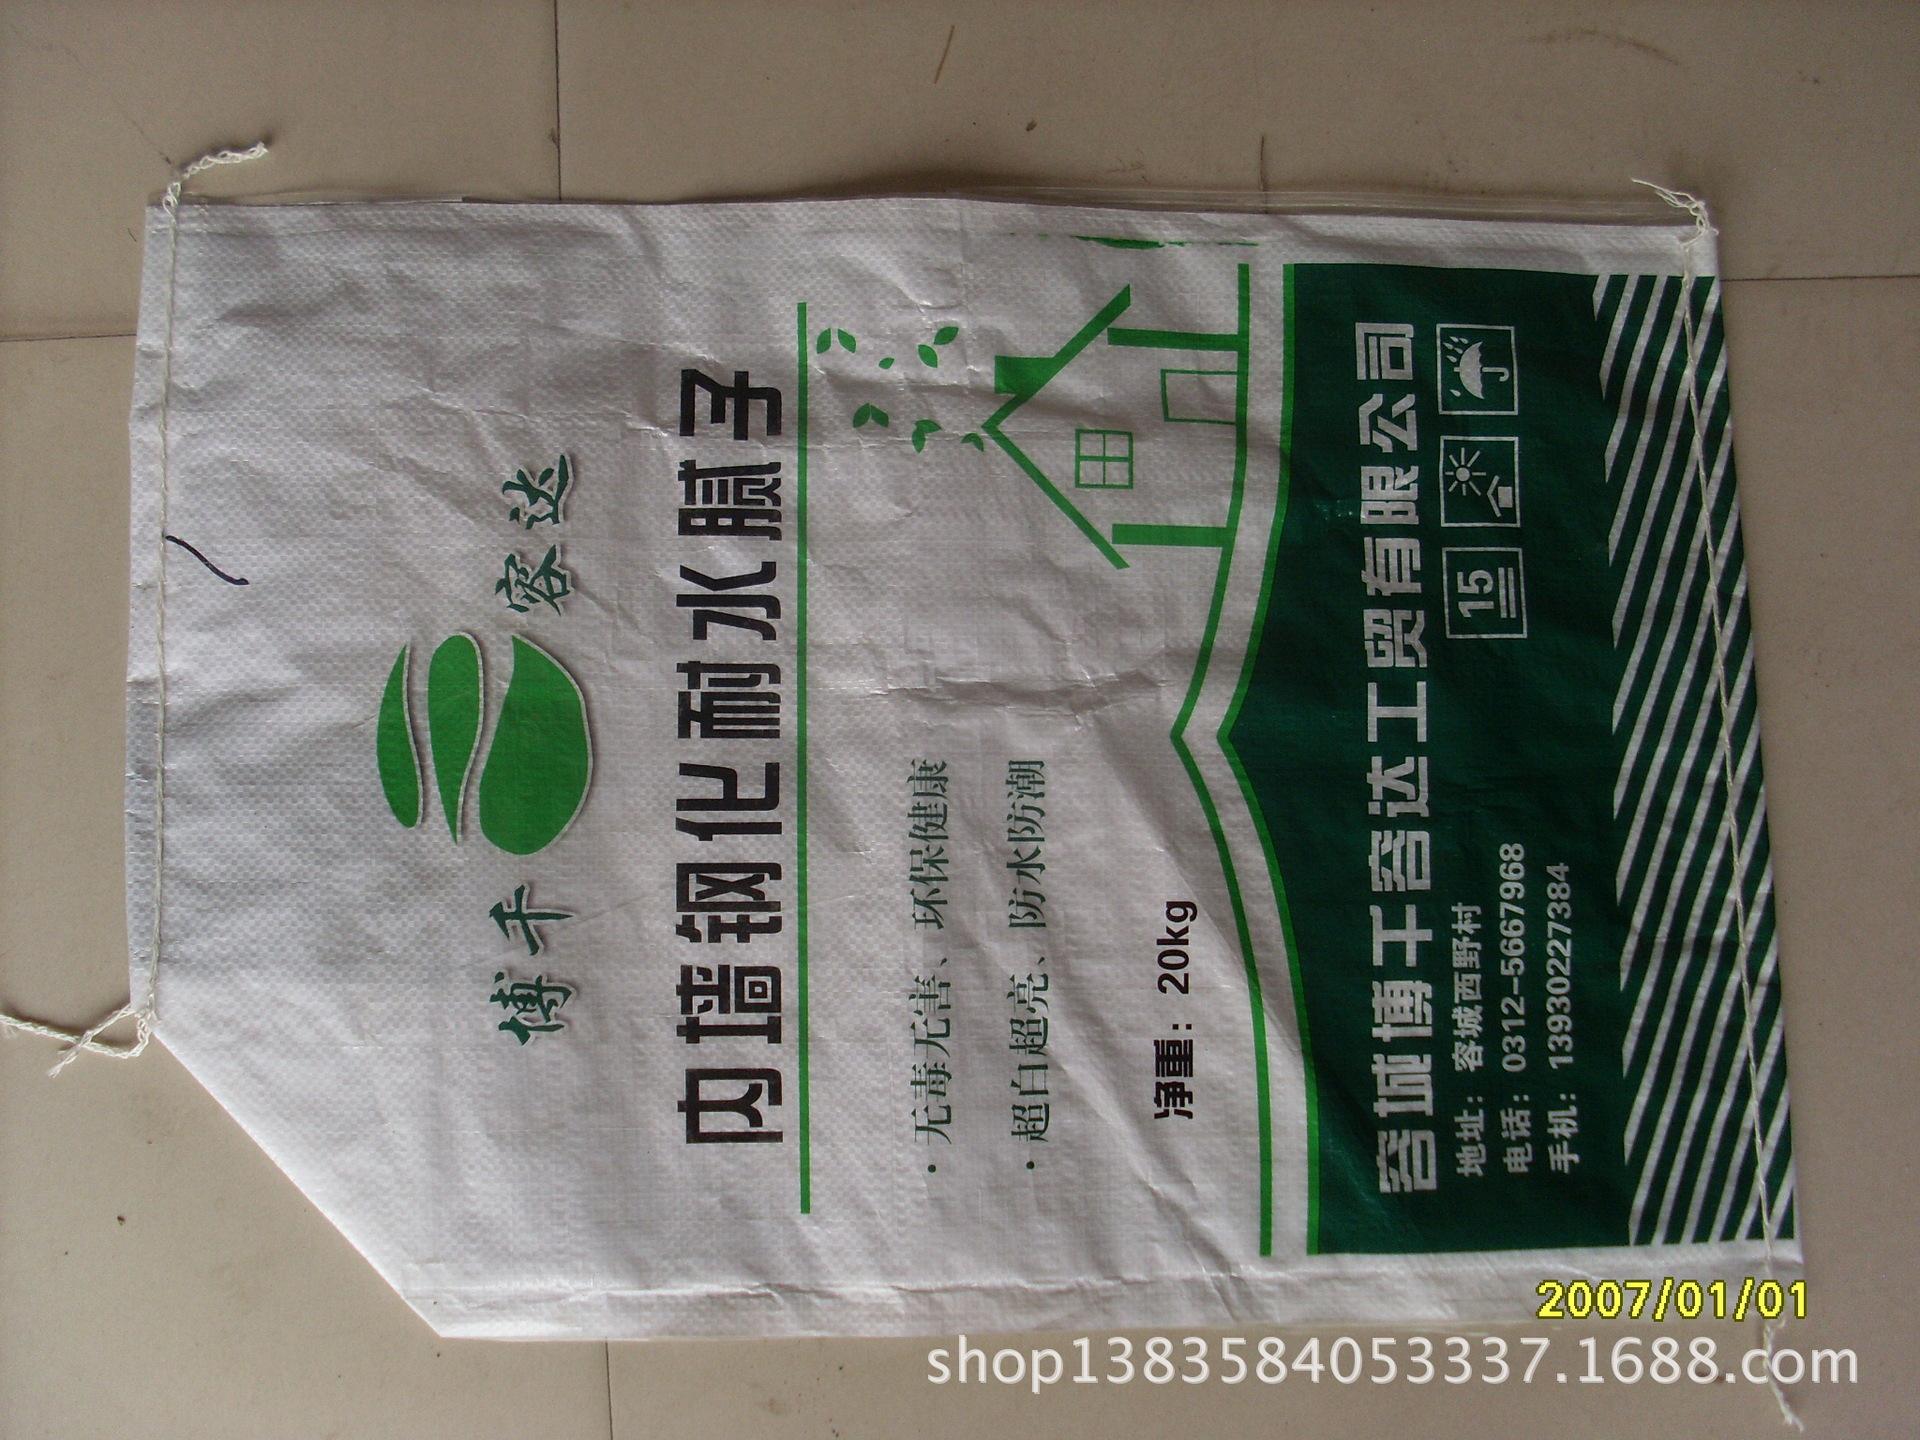 博千 容达
内墙钢化耐水腻子
·无毒无害、环保健康
·超白超亮、防水防潮
净重：20kg
容城博千容达工贸有限公司
地址：容城西野村
电话：0312-5667968
手机：13930227384
15
2007/01/01
shop1383584053337.1688.com